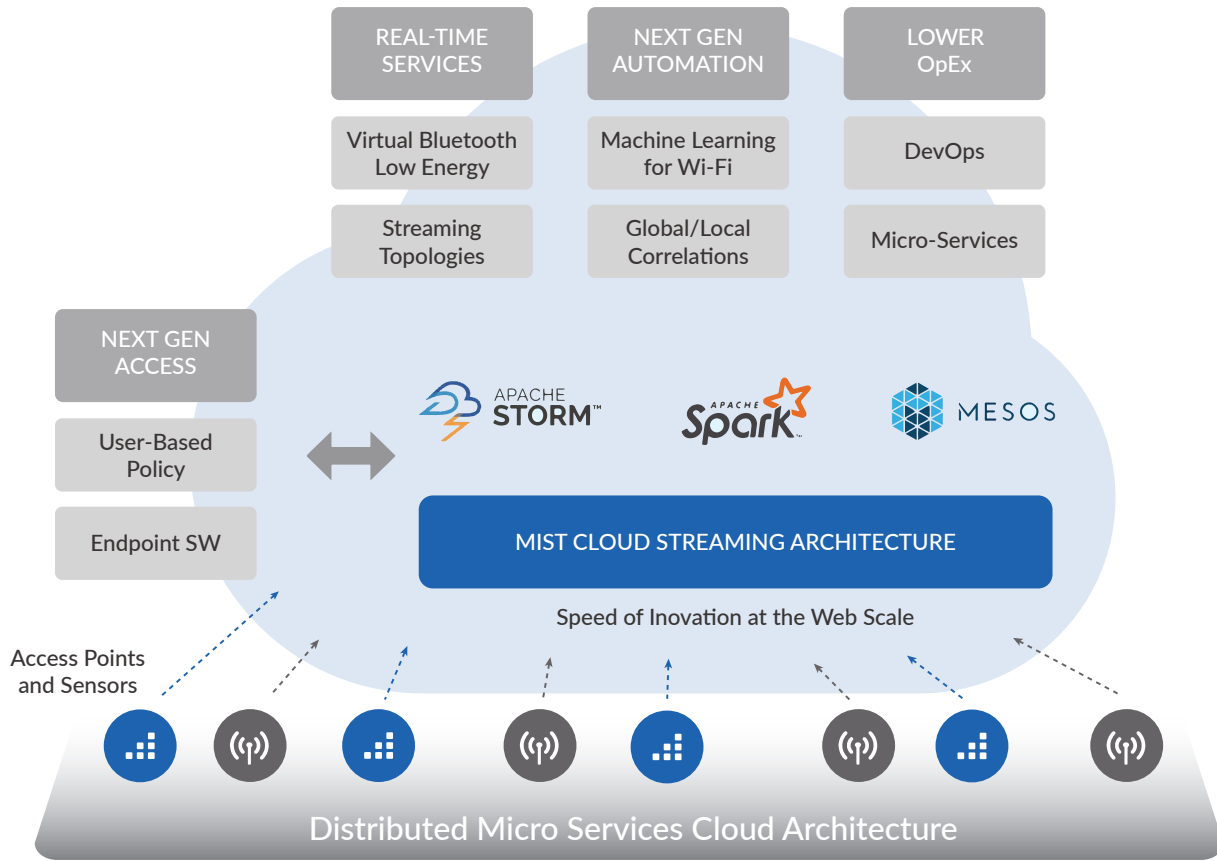 REAL-TIME
SERVICES
NEXT GEN
AUTOMATION
LOWER
OpEx
Virtual Bluetooth
Low Energy
Machine Learning
for Wi-Fi
DevOps
Streaming
Topologies
Global/Local
Correlations
Micro-Services
NEXT GEN
ACCESS
User-Based
Policy
Endpoint SW
APACHE
STORM™
APACHE
Spark™
MESOS
MIST CLOUD STREAMING ARCHITECTURE
Speed of Inovation at the Web Scale
Access Points
and Sensors
Distributed Micro Services Cloud Architecture